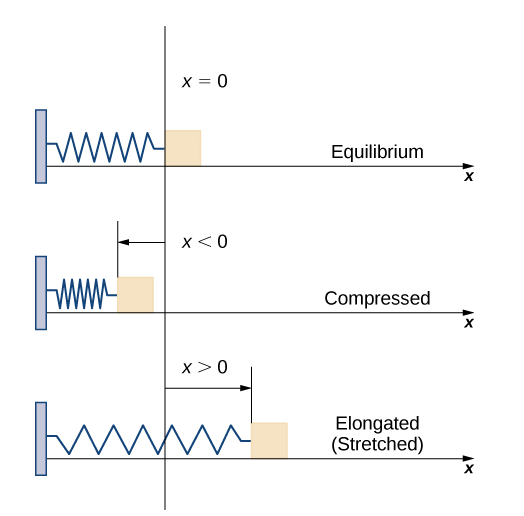 x = 0
Equilibrium
x
x < 0
Compressed
x
x > 0
Elongated
(Stretched)
x